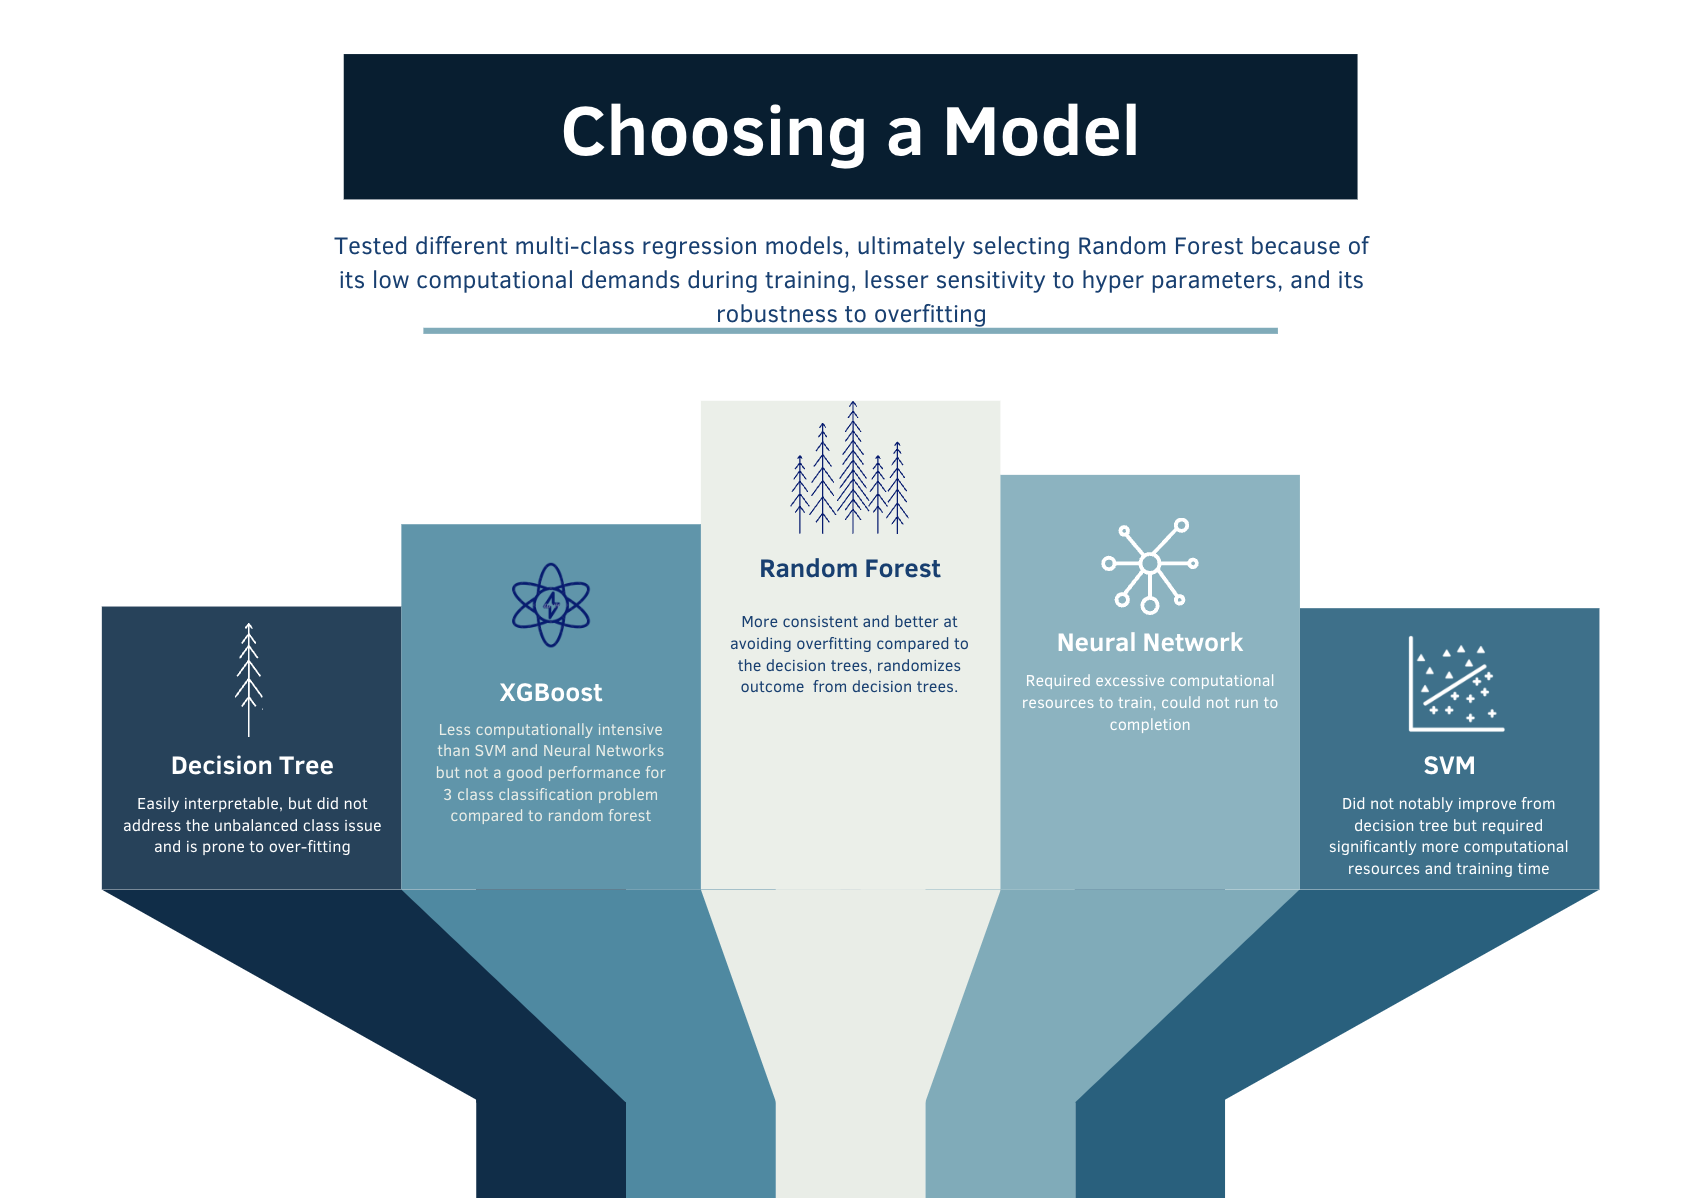 Choosing a Model
Tested different multi-class regression models, ultimately selecting Random Forest because of
its low computational demands during training, lesser sensitivity to hyper parameters, and its
robustness to overfitting
Decision Tree
Easily interpretable, but did not
address the unbalanced class issue
and is prone to over-fitting
XGBoost
Less computationally intensive
than SVM and Neural Networks
but not a good performance for
3 class classification problem
compared to random forest
Random Forest
More consistent and better at
avoiding overfitting compared to
the decision trees, randomizes
outcome  from decision trees.
Neural Network
Required excessive computational
resources to train, could not run to
completion
SVM
Did not notably improve from
decision tree but required
significantly more computational
resources and training time